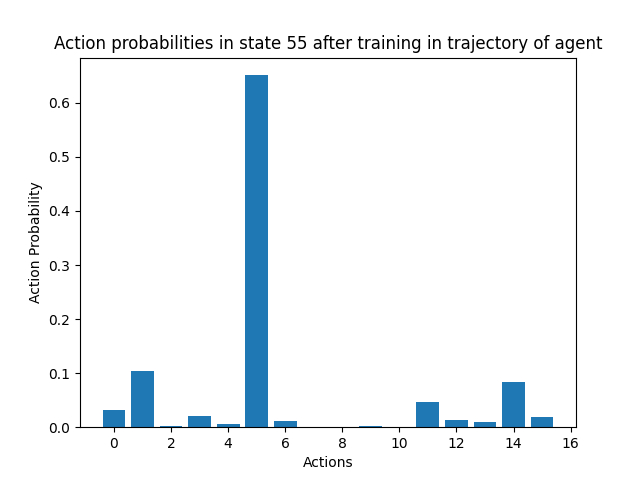 Action probabilities in state 55 after training in trajectory of agent
0.6
0.5
0.4
0.3
0.2
0.1
0.0
Action Probability
0 2 4 6 8 10 12 14 16
Actions